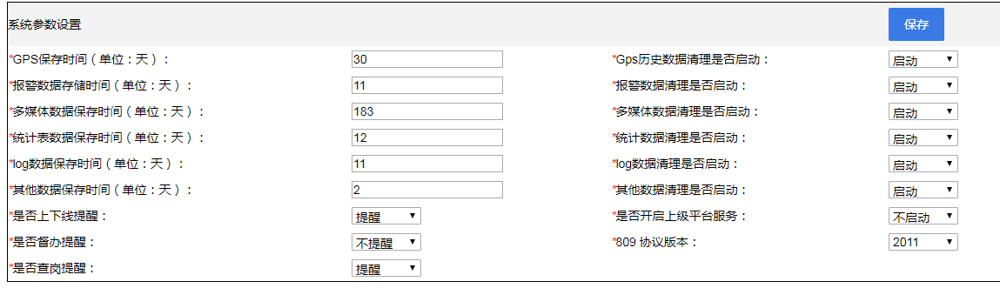 系统参数设置 保存
*GPS保存时间（单位：天）： 30 *Gps历史数据清理是否启动： 启动
*报警数据存储时间（单位：天）： 11 *报警数据清理是否启动： 启动
*多媒体数据保存时间（单位：天）： 183 *多媒体数据清理是否启动： 启动
*统计表数据保存时间（单位：天）： 12 *统计数据清理是否启动： 启动
*log数据保存时间（单位：天）： 11 *log数据清理是否启动： 启动
*其他数据保存时间（单位：天）： 2 *其他数据清理是否启动： 启动
*是否上下线提醒： 提醒 *是否开启上级平台服务： 不启动
*是否督办提醒： 不提醒 *809 协议版本： 2011
*是否查岗提醒： 提醒